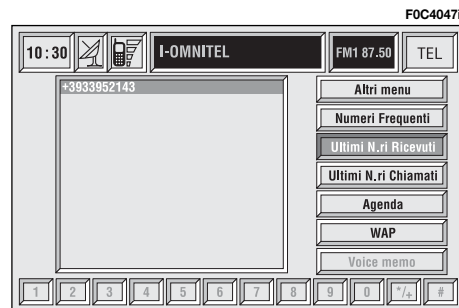 F0C4047i
10:30 I-OMNITEL FM1 87.50 TEL
+3933952143
Altri menu
Numeri Frequenti
Ultimi N.ri Ricevuti
Ultimi N.ri Chiamati
Agenda
WAP
Voice memo
1 2 3 4 5 6 7 8 9 0 */+ #